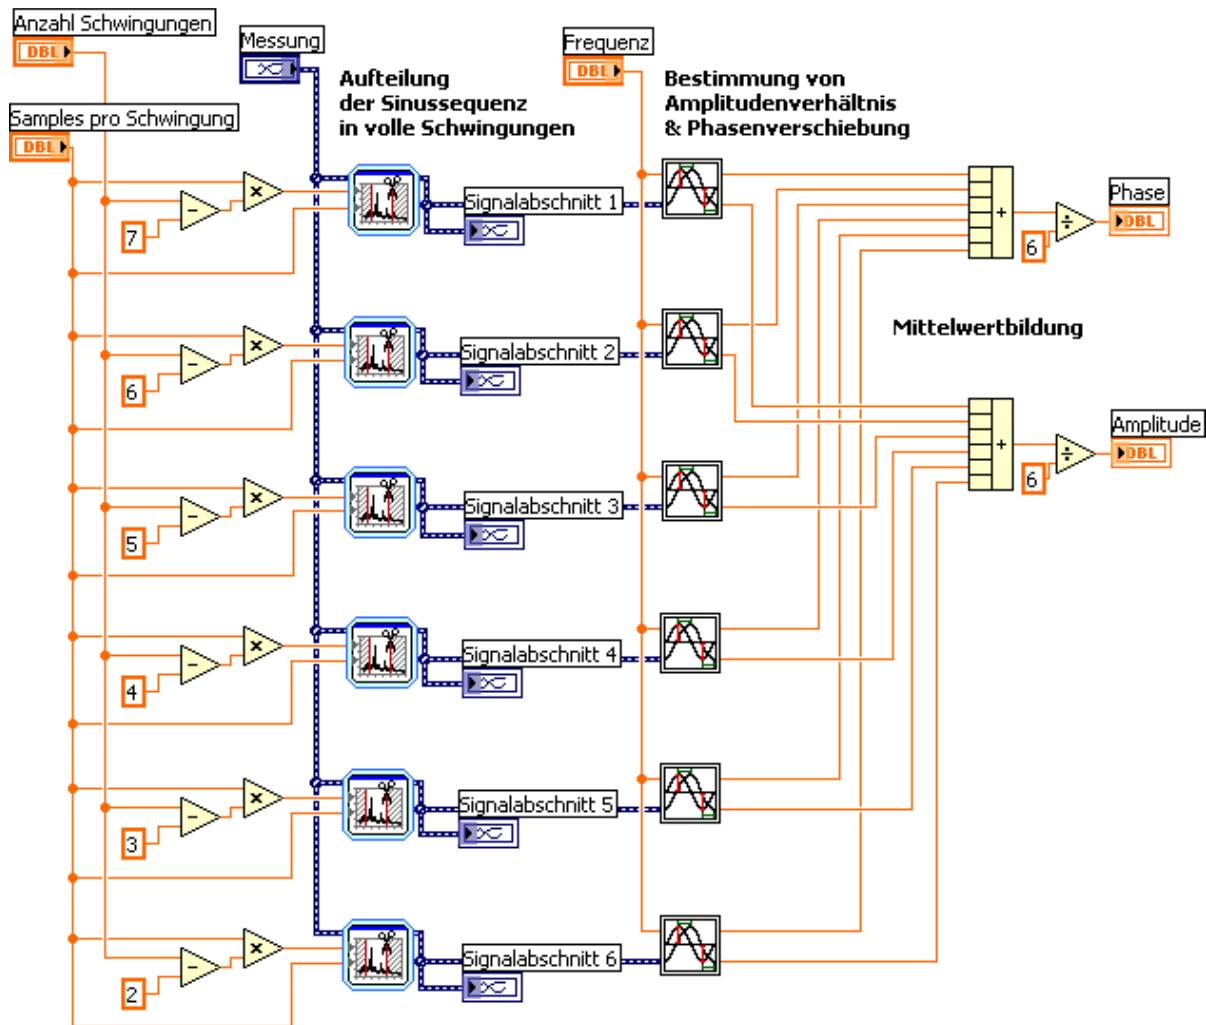 Anzahl Schwingungen
DBL
Messung
Frequenz
DBL
Aufteilung
der Sinussequenz
in volle Schwingungen
Bestimmung von
Amplitudenverhältnis
& Phasenverschiebung
Samples pro Schwingung
DBL
×
-
7
Signalabschnitt 1
+
÷
6
Phase
DBL
×
-
6
Signalabschnitt 2
Mittelwertbildung
×
-
5
Signalabschnitt 3
+
÷
6
Amplitude
DBL
×
-
4
Signalabschnitt 4
×
-
3
Signalabschnitt 5
×
-
2
Signalabschnitt 6